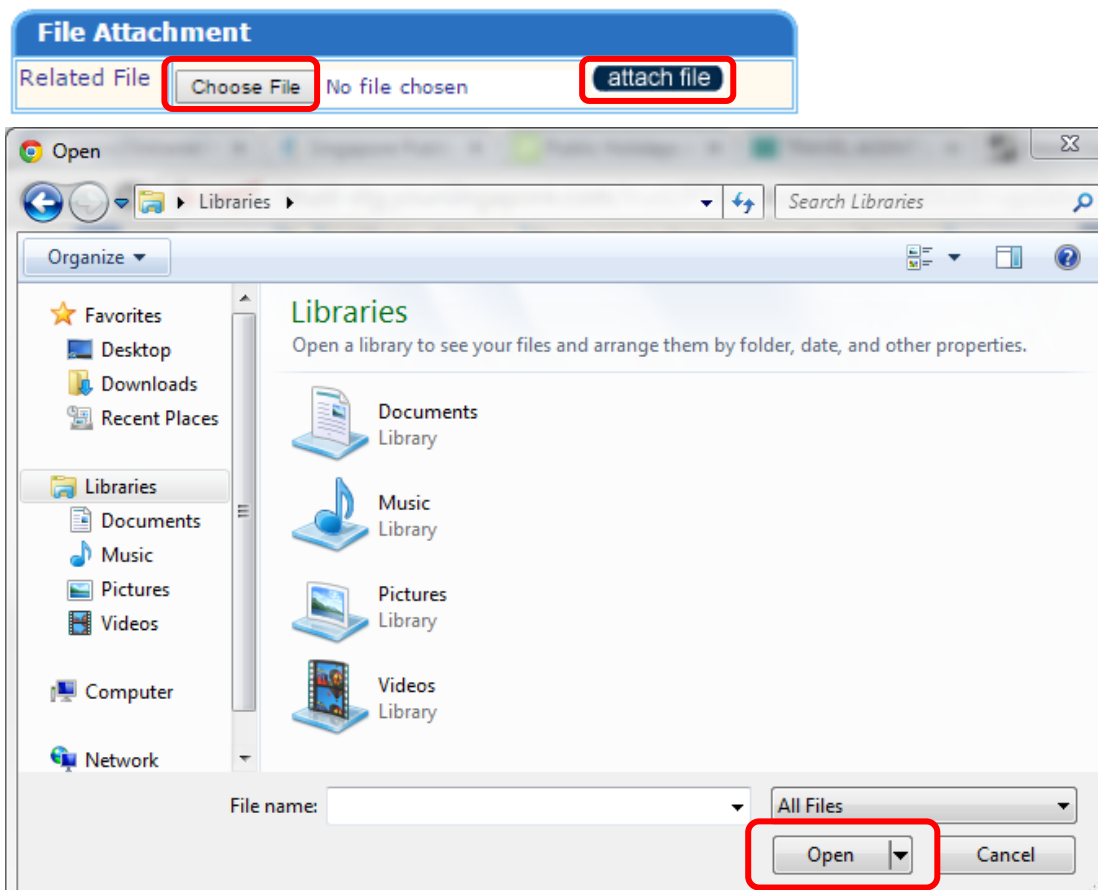 File Attachment
Related File Choose File No file chosen attach file
Open
Libraries Search Libraries
Organize
Favorites
Desktop
Downloads
Recent Places
Libraries
Documents
Music
Pictures
Videos
Computer
Network
Libraries
Open a library to see your files and arrange them by folder, date, and other properties.
Documents
Library
Music
Library
Pictures
Library
Videos
Library
File name: All Files
Open Cancel